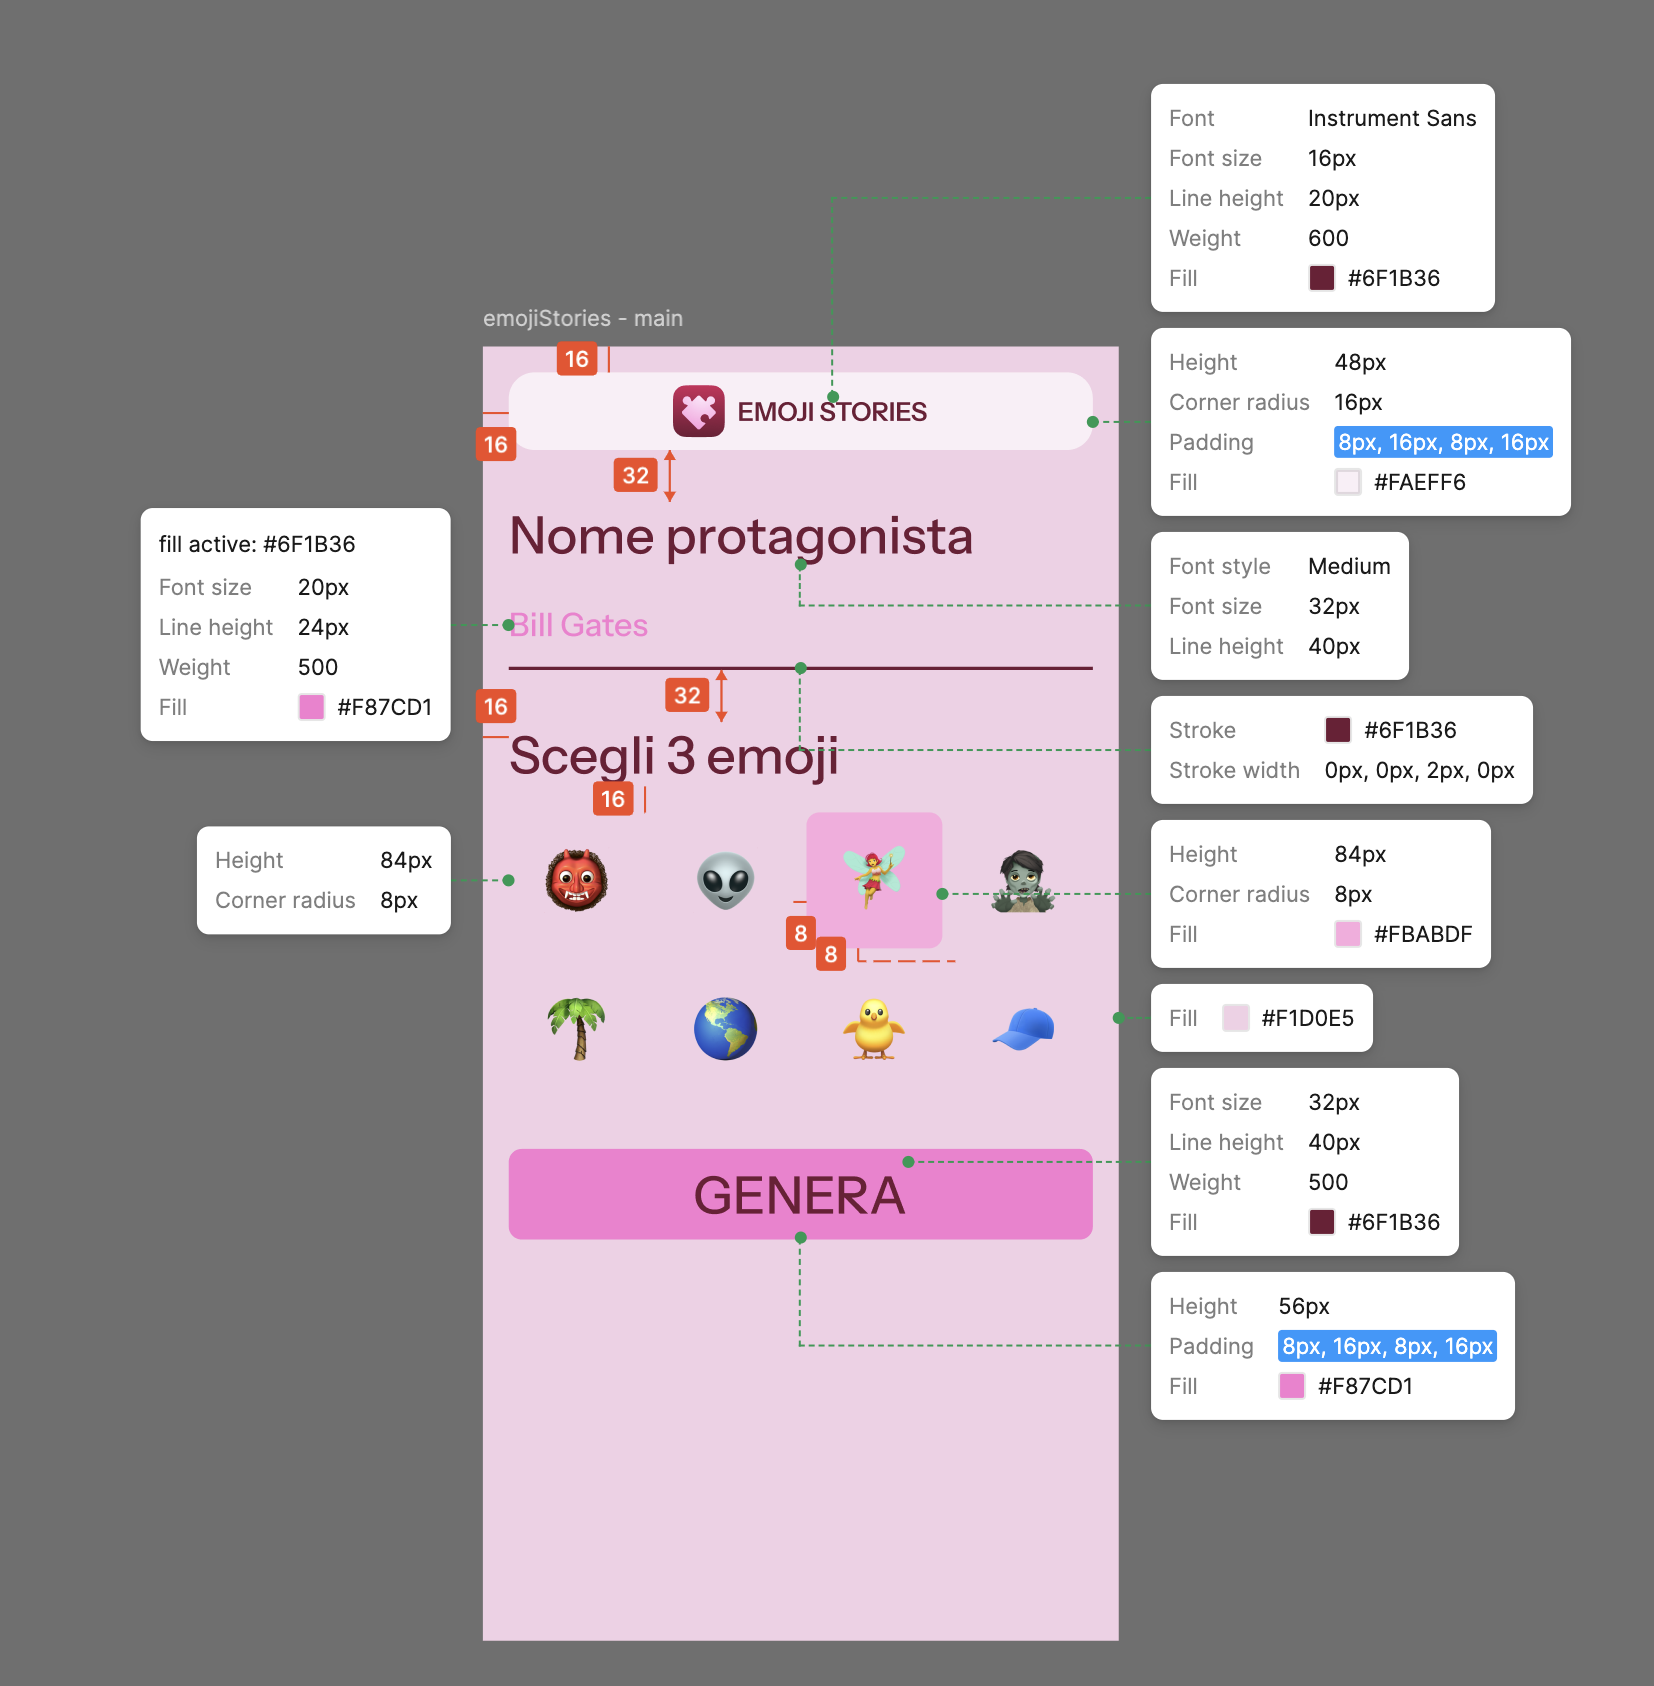 Font Instrument Sans
Font size 16px
Line height 20px
Weight 600
Fill #6F1B36
emojiStories - main
16
EMOJI STORIES
16
32
Height 48px
Corner radius 16px
Padding 8px, 16px, 8px, 16px
Fill #FAEFF6
Nome protagonista
Font style Medium
Font size 32px
Line height 40px
fill active: #6F1B36
Font size 20px
Line height 24px
Weight 500
Fill #F87CD1
Bill Gates
16
32
Stroke #6F1B36
Stroke width 0px, 0px, 2px, 0px
Scegli 3 emoji
16
Height 84px
Corner radius 8px
Height 84px
Corner radius 8px
Fill #FBABDF
8
8
Fill #F1D0E5
Font size 32px
Line height 40px
Weight 500
Fill #6F1B36
GENERA
Height 56px
Padding 8px, 16px, 8px, 16px
Fill #F87CD1